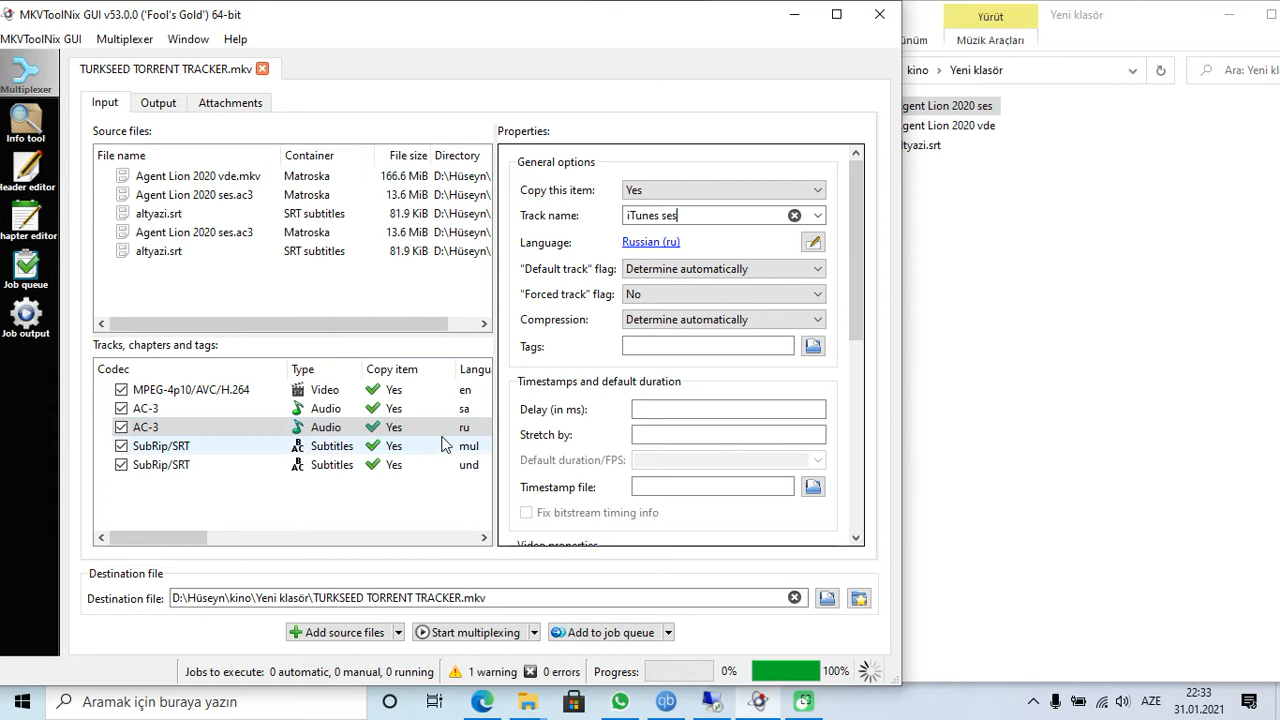 MKVToolNix GUI v53.0.0 ('Fool's Gold') 64-bit
MKVToolNix GUI Multiplexer Window Help
Multiplexer
Info tool
Header editor
hapter editor
Job queue
Job output
TURKSEED TORRENT TRACKER.mkv
Input Output Attachments
Source files:
File name Container File size Directory
Agent Lion 2020 vde.mkv Matroska 166.6 MiB D:\Hüseyn\
Agent Lion 2020 ses.ac3 Matroska 13.6 MiB D:\Hüseyn\
altyazi.srt SRT subtitles 81.9 KiB D:\Hüseyn\
Agent Lion 2020 ses.ac3 Matroska 13.6 MiB D:\Hüseyn\
altyazi.srt SRT subtitles 81.9 KiB D:\Hüseyn\
Tracks, chapters and tags:
Codec Type Copy item Langu
MPEG-4p10/AVC/H.264 Video Yes en
AC-3 Audio Yes sa
AC-3 Audio Yes ru
SubRip/SRT Subtitles Yes mul
SubRip/SRT Subtitles Yes und
Properties:
General options
Copy this item: Yes
Track name: iTunes ses
Language: Russian (ru)
"Default track" flag: Determine automatically
"Forced track" flag: No
Compression: Determine automatically
Tags:
Timestamps and default duration
Delay (in ms):
Stretch by:
Default duration/FPS:
Timestamp file:
Fix bitstream timing info
Video properties
Destination file
Destination file: D:\Hüseyn\kino\Yeni klasör\TURKSEED TORRENT TRACKER.mkv
Add source files Start multiplexing Add to job queue
Jobs to execute: 0 automatic, 0 manual, 0 running 1 warning 0 errors Progress: 0% 100%
Yürüt Yeni klasör
ünüm Müzik Araçları
kino Yeni klasör Ara: Yeni kl
gent Lion 2020 ses
gent Lion 2020 vde
ltyazi.srt
Aramak için buraya yazın
AZE
22:33
31.01.2021